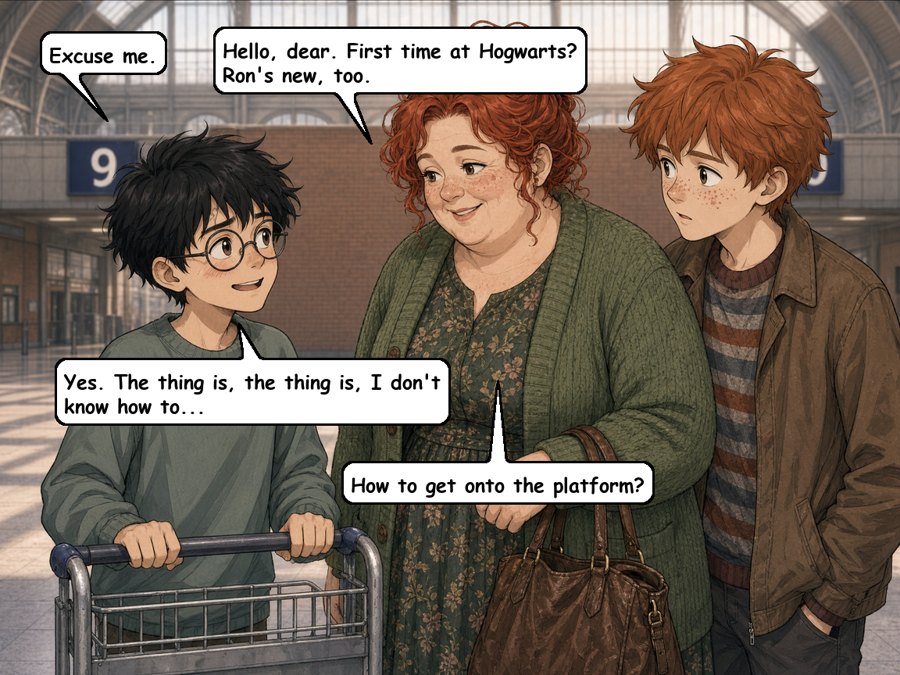 Excuse me.
Hello, dear. First time at Hogwarts?
Ron's new, too.
9
Yes. The thing is, the thing is, I don't
know how to...
How to get onto the platform?